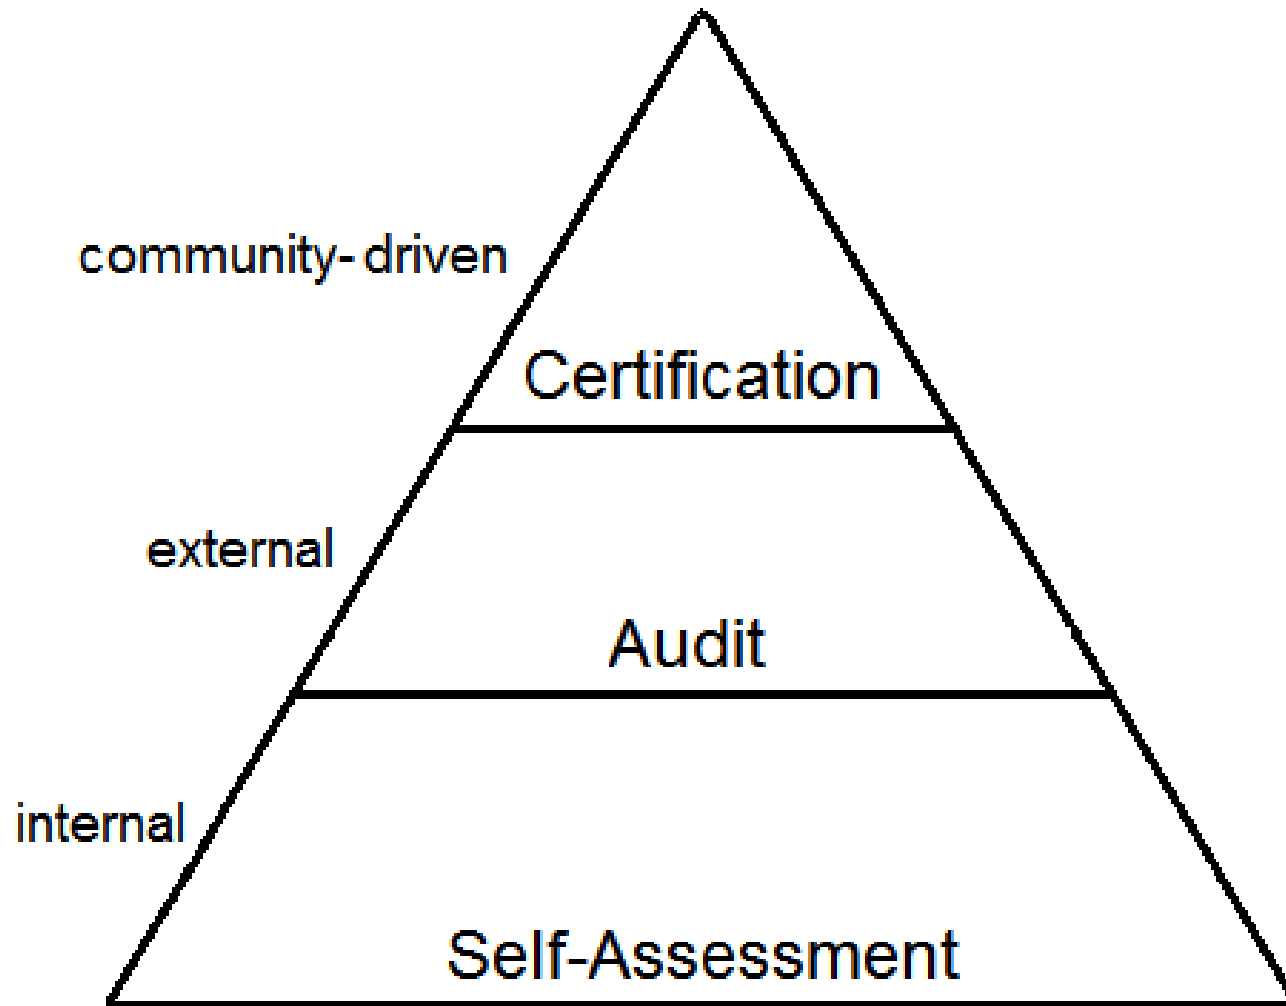 community-driven
Certification
external
Audit
internal
Self-Assessment